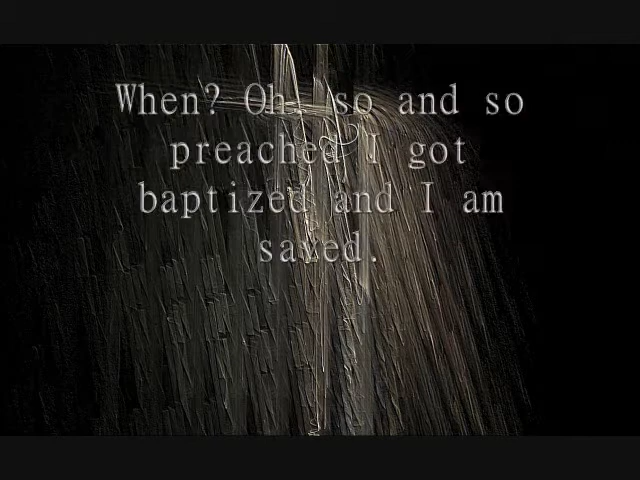 When? Oh, so and so
preached I got
baptized and I am
saved.